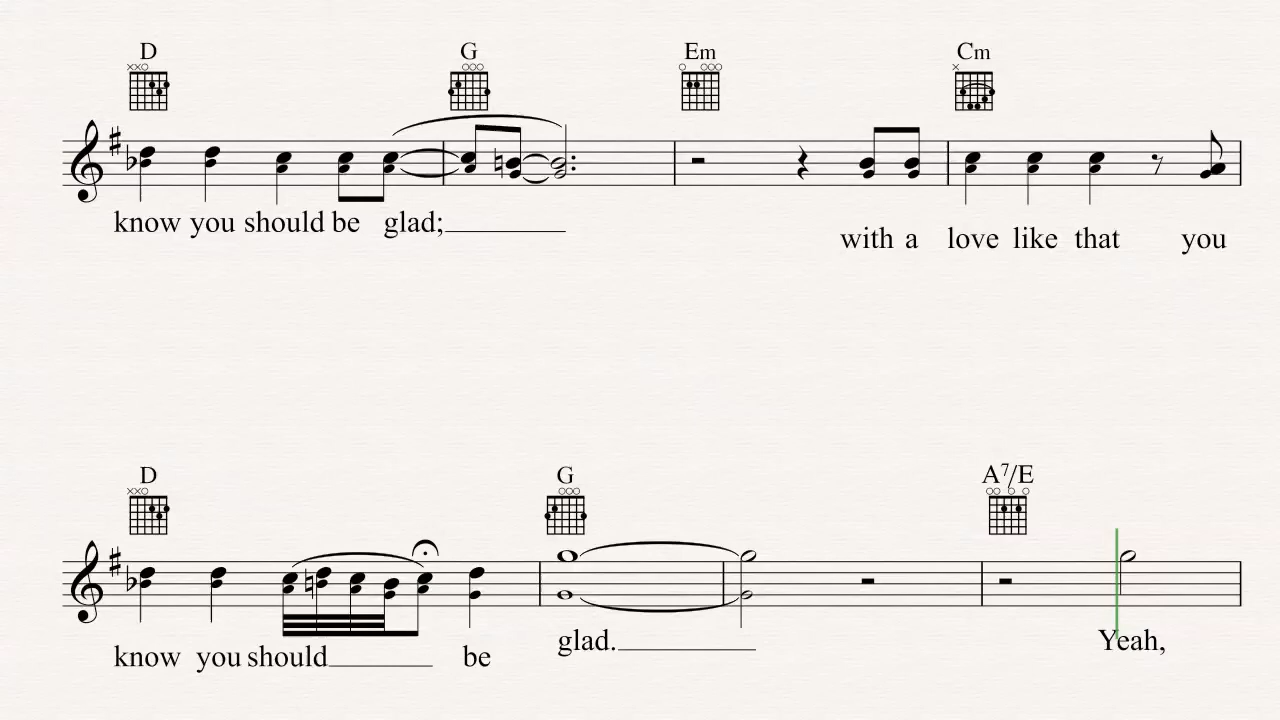 D G Em Cm
know you should be glad;
with a love like that you
D G A7/E
know you should be
glad. Yeah,